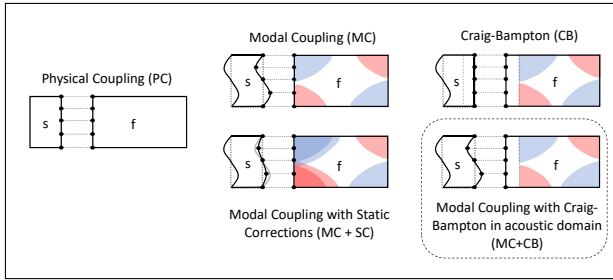 Physical Coupling (PC)
s
f
Modal Coupling (MC)
s
f
Modal Coupling with Static
Corrections (MC + SC)
s
f
Craig-Bampton (CB)
s
f
s
f
Modal Coupling with Craig-
Bampton in acoustic domain
(MC+CB)